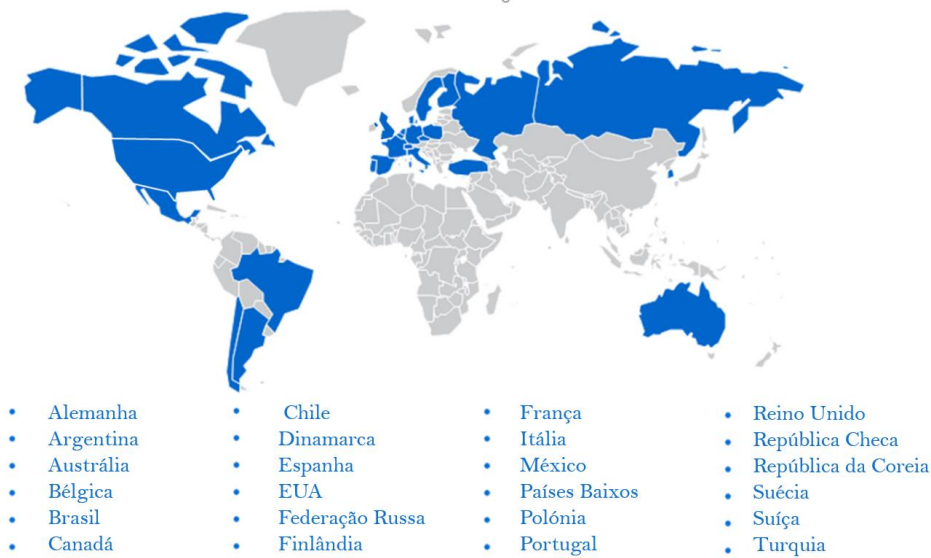 Alemanha
Argentina
Austrália
Bélgica
Brasil
Canadá
Chile
Dinamarca
Espanha
EUA
Federação Russa
Finlândia
França
Itália
México
Países Baixos
Polónia
Portugal
Reino Unido
República Checa
República da Coreia
Suécia
Suíça
Turquia